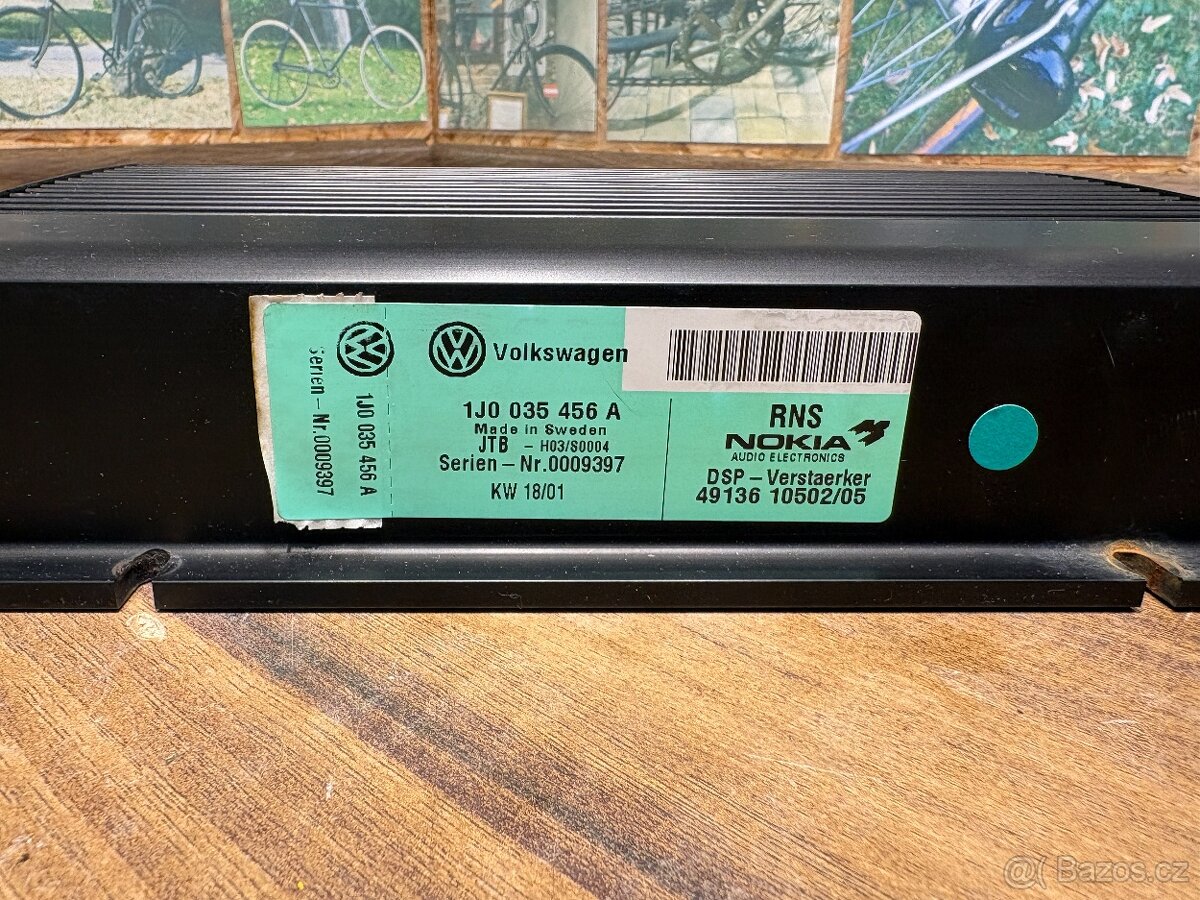 Serien - Nr.0009397
1J0 035 456 A
Volkswagen
1J0 035 456 A
Made in Sweden
JTB - H03/S0004
Serien - Nr.0009397
KW 18/01
RNS
NOKIA
AUDIO ELECTRONICS
DSP - Verstaerker
49136 10502/05
Bazos.cz